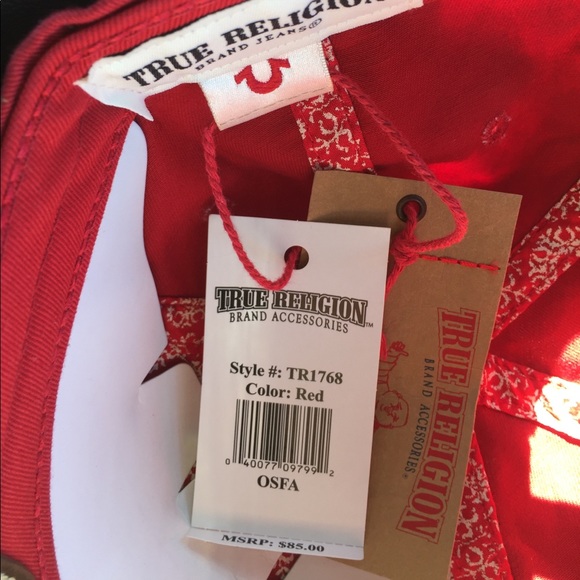 TRUE RELIGION
BRAND JEANS®
TRUE RELIGION™
BRAND ACCESSORIES
Style #: TR1768
Color: Red
0 40077 09799 2
OSFA
MSRP: $85.00
TRUE RELIGION
BRAND ACCESSORIES®